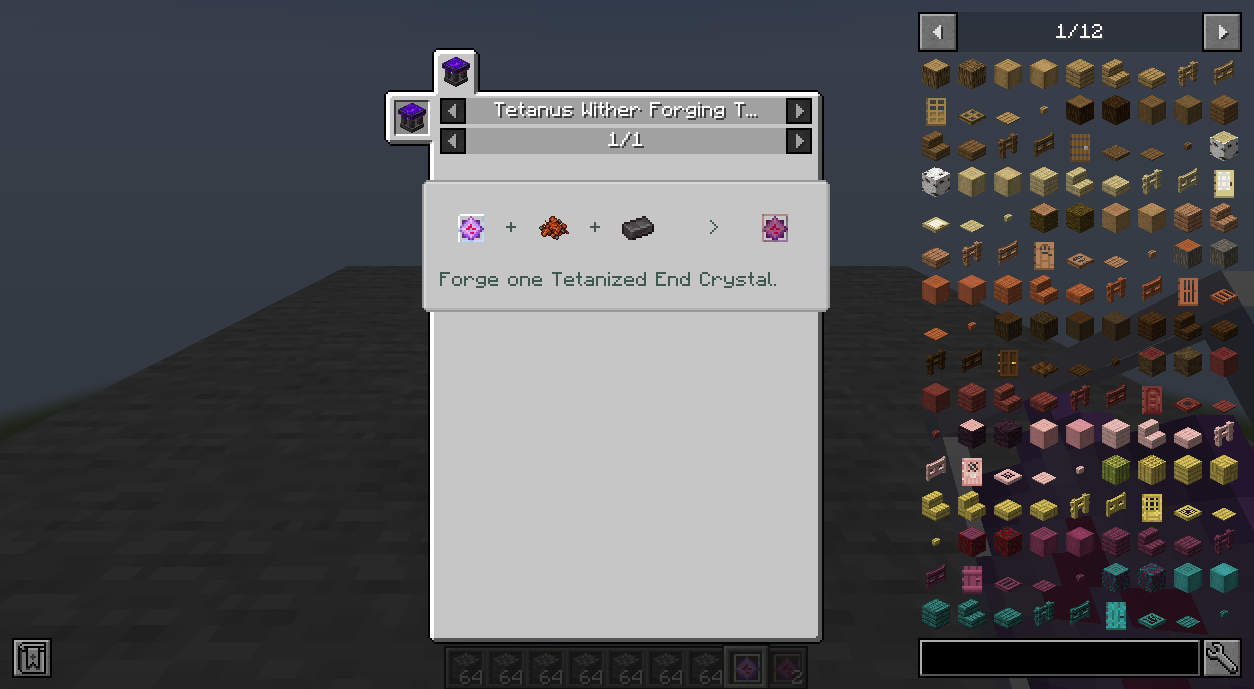 1/12
Tetanus Wither Forging T...
1/1
+ + >
Forge one Tetanized End Crystal.
64 64 64 64 64 64 64 2